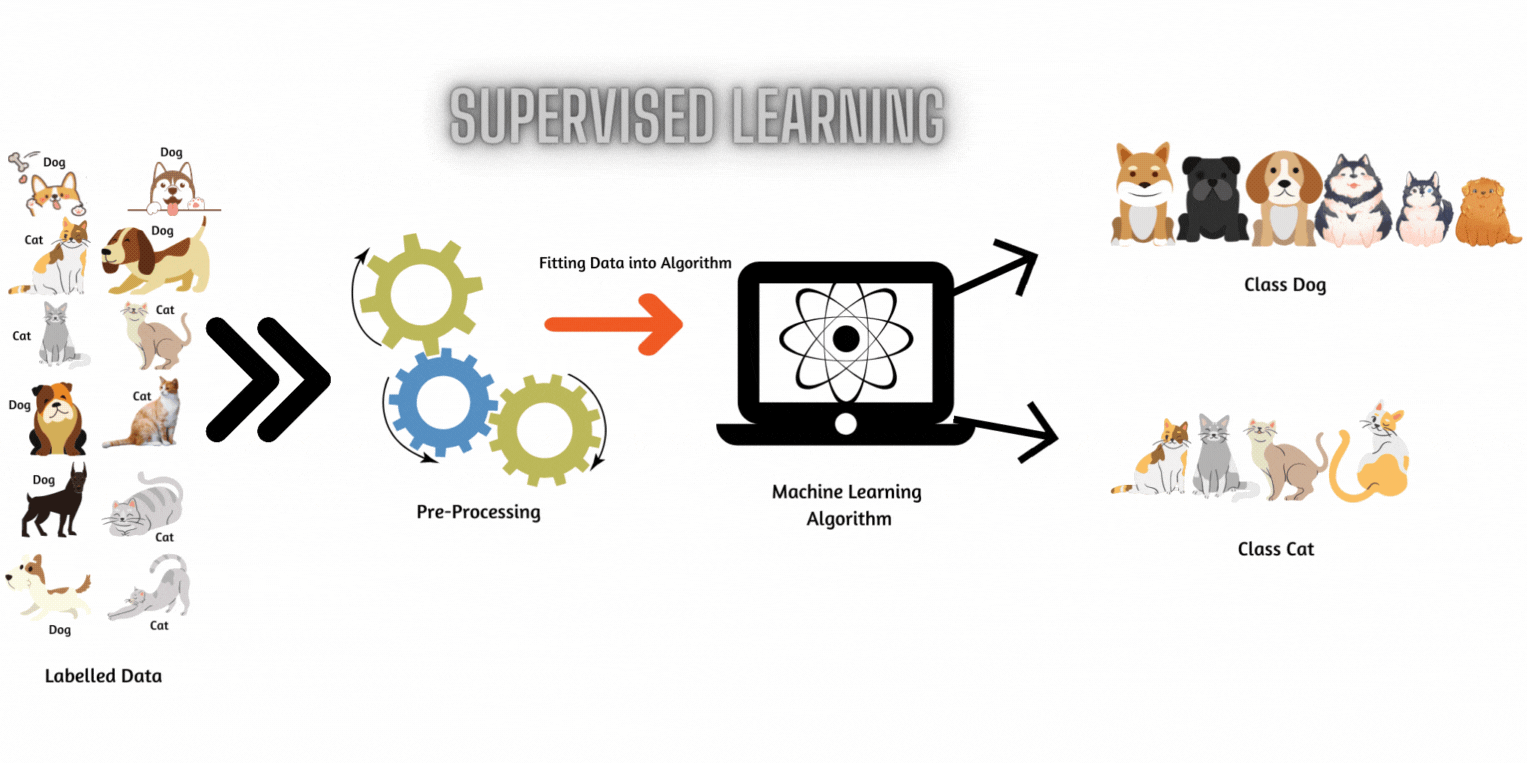 SUPERVISED LEARNING
Dog
Dog
Cat
Dog
Cat
Cat
Dog
Cat
Dog
Cat
Dog
Cat
Labelled Data
Pre-Processing
Fitting Data into Algorithm
Machine Learning
Algorithm
Class Dog
Class Cat